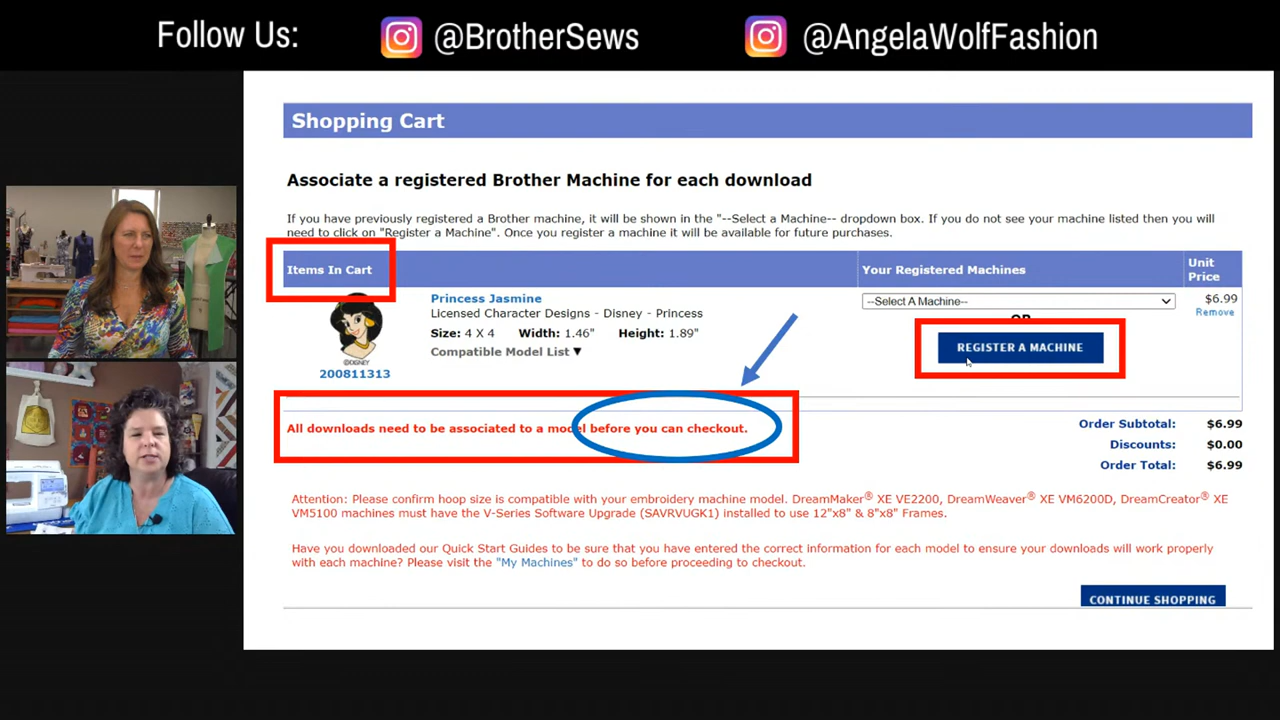 Follow Us:
@BrotherSews
@AngelaWolfFashion
Shopping Cart
Associate a registered Brother Machine for each download
If you have previously registered a Brother machine, it will be shown in the "--Select a Machine-- dropdown box. If you do not see your machine listed then you will
need to click on "Register a Machine". Once you register a machine it will be available for future purchases.
Items In Cart
Your Registered Machines
Unit
Price
Princess Jasmine
Licensed Character Designs - Disney - Princess
Size: 4 X 4 Width: 1.46" Height: 1.89"
Compatible Model List ▼
©DISNEY
200811313
--Select A Machine--
OR
REGISTER A MACHINE
$6.99
Remove
All downloads need to be associated to a model before you can checkout.
Order Subtotal: $6.99
Discounts: $0.00
Order Total: $6.99
Attention: Please confirm hoop size is compatible with your embroidery machine model. DreamMaker® XE VE2200, DreamWeaver® XE VM6200D, DreamCreator® XE
VM5100 machines must have the V-Series Software Upgrade (SAVRVUGK1) installed to use 12"x8" & 8"x8" Frames.
Have you downloaded our Quick Start Guides to be sure that you have entered the correct information for each model to ensure your downloads will work properly
with each machine? Please visit the "My Machines" to do so before proceeding to checkout.
CONTINUE SHOPPING